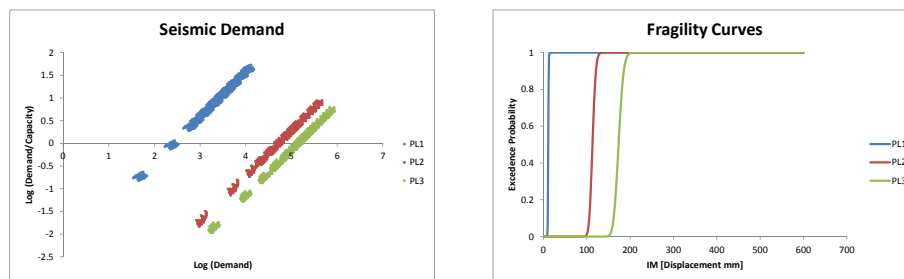 Seismic Demand
Log (Demand/Capacity)
2
1.5
1
0.5
0
-0.5
-1
-1.5
-2
-2.5
0 1 2 3 4 5 6 7
Log (Demand)
PL1
PL2
PL3
Fragility Curves
Excedence Probability
1
0.8
0.6
0.4
0.2
0
0 100 200 300 400 500 600 700
IM [Displacement mm]
PL1
PL2
PL3